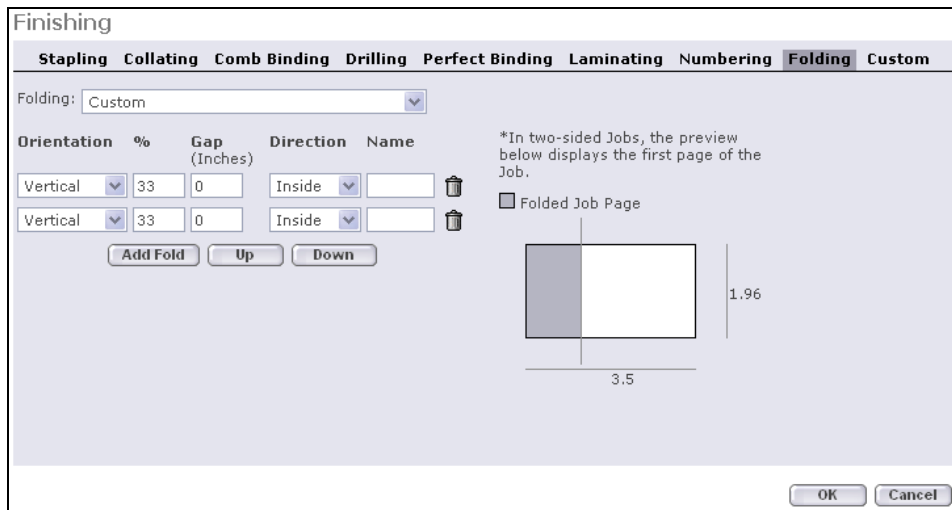 Finishing
Stapling Collating Comb Binding Drilling Perfect Binding Laminating Numbering Folding Custom
Folding: Custom
Orientation % Gap (Inches) Direction Name
Vertical 33 0 Inside
Vertical 33 0 Inside
Add Fold Up Down
*In two-sided Jobs, the preview
below displays the first page of the
Job.
Folded Job Page
1.96
3.5
OK Cancel